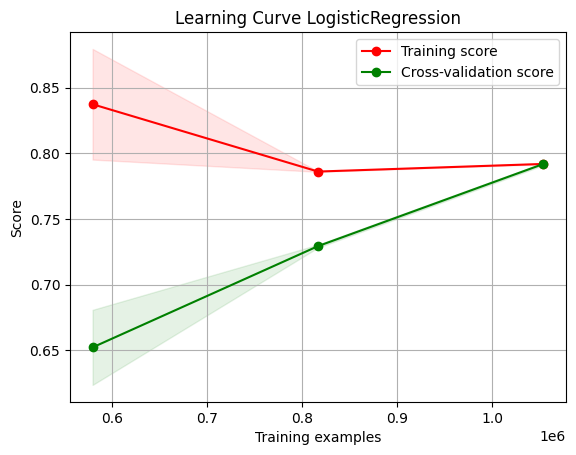 Learning Curve LogisticRegression
Training score
Cross-validation score
Score
0.85
0.80
0.75
0.70
0.65
0.6 0.7 0.8 0.9 1.0
1e6
Training examples